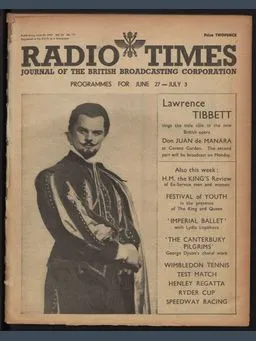 Price TWOPENCE
RADIO TIMES
JOURNAL OF THE BRITISH BROADCASTING CORPORATION
PROGRAMMES FOR JUNE 27—JULY 3
Lawrence
TIBBETT
sings the title role in the new
British opera
Don JUAN de MANARA
at Covent Garden. The second
part will be broadcast on Monday.
Also this week:
H.M. the KING'S Review
of Ex-Service men and women
FESTIVAL of YOUTH
in the presence
of The King and Queen
'IMPERIAL BALLET'
with Lydia Lopokova
'THE CANTERBURY
PILGRIMS'
George Dyson's choral work
WIMBLEDON TENNIS
TEST MATCH
HENLEY REGATTA
RYDER CUP
SPEEDWAY RACING